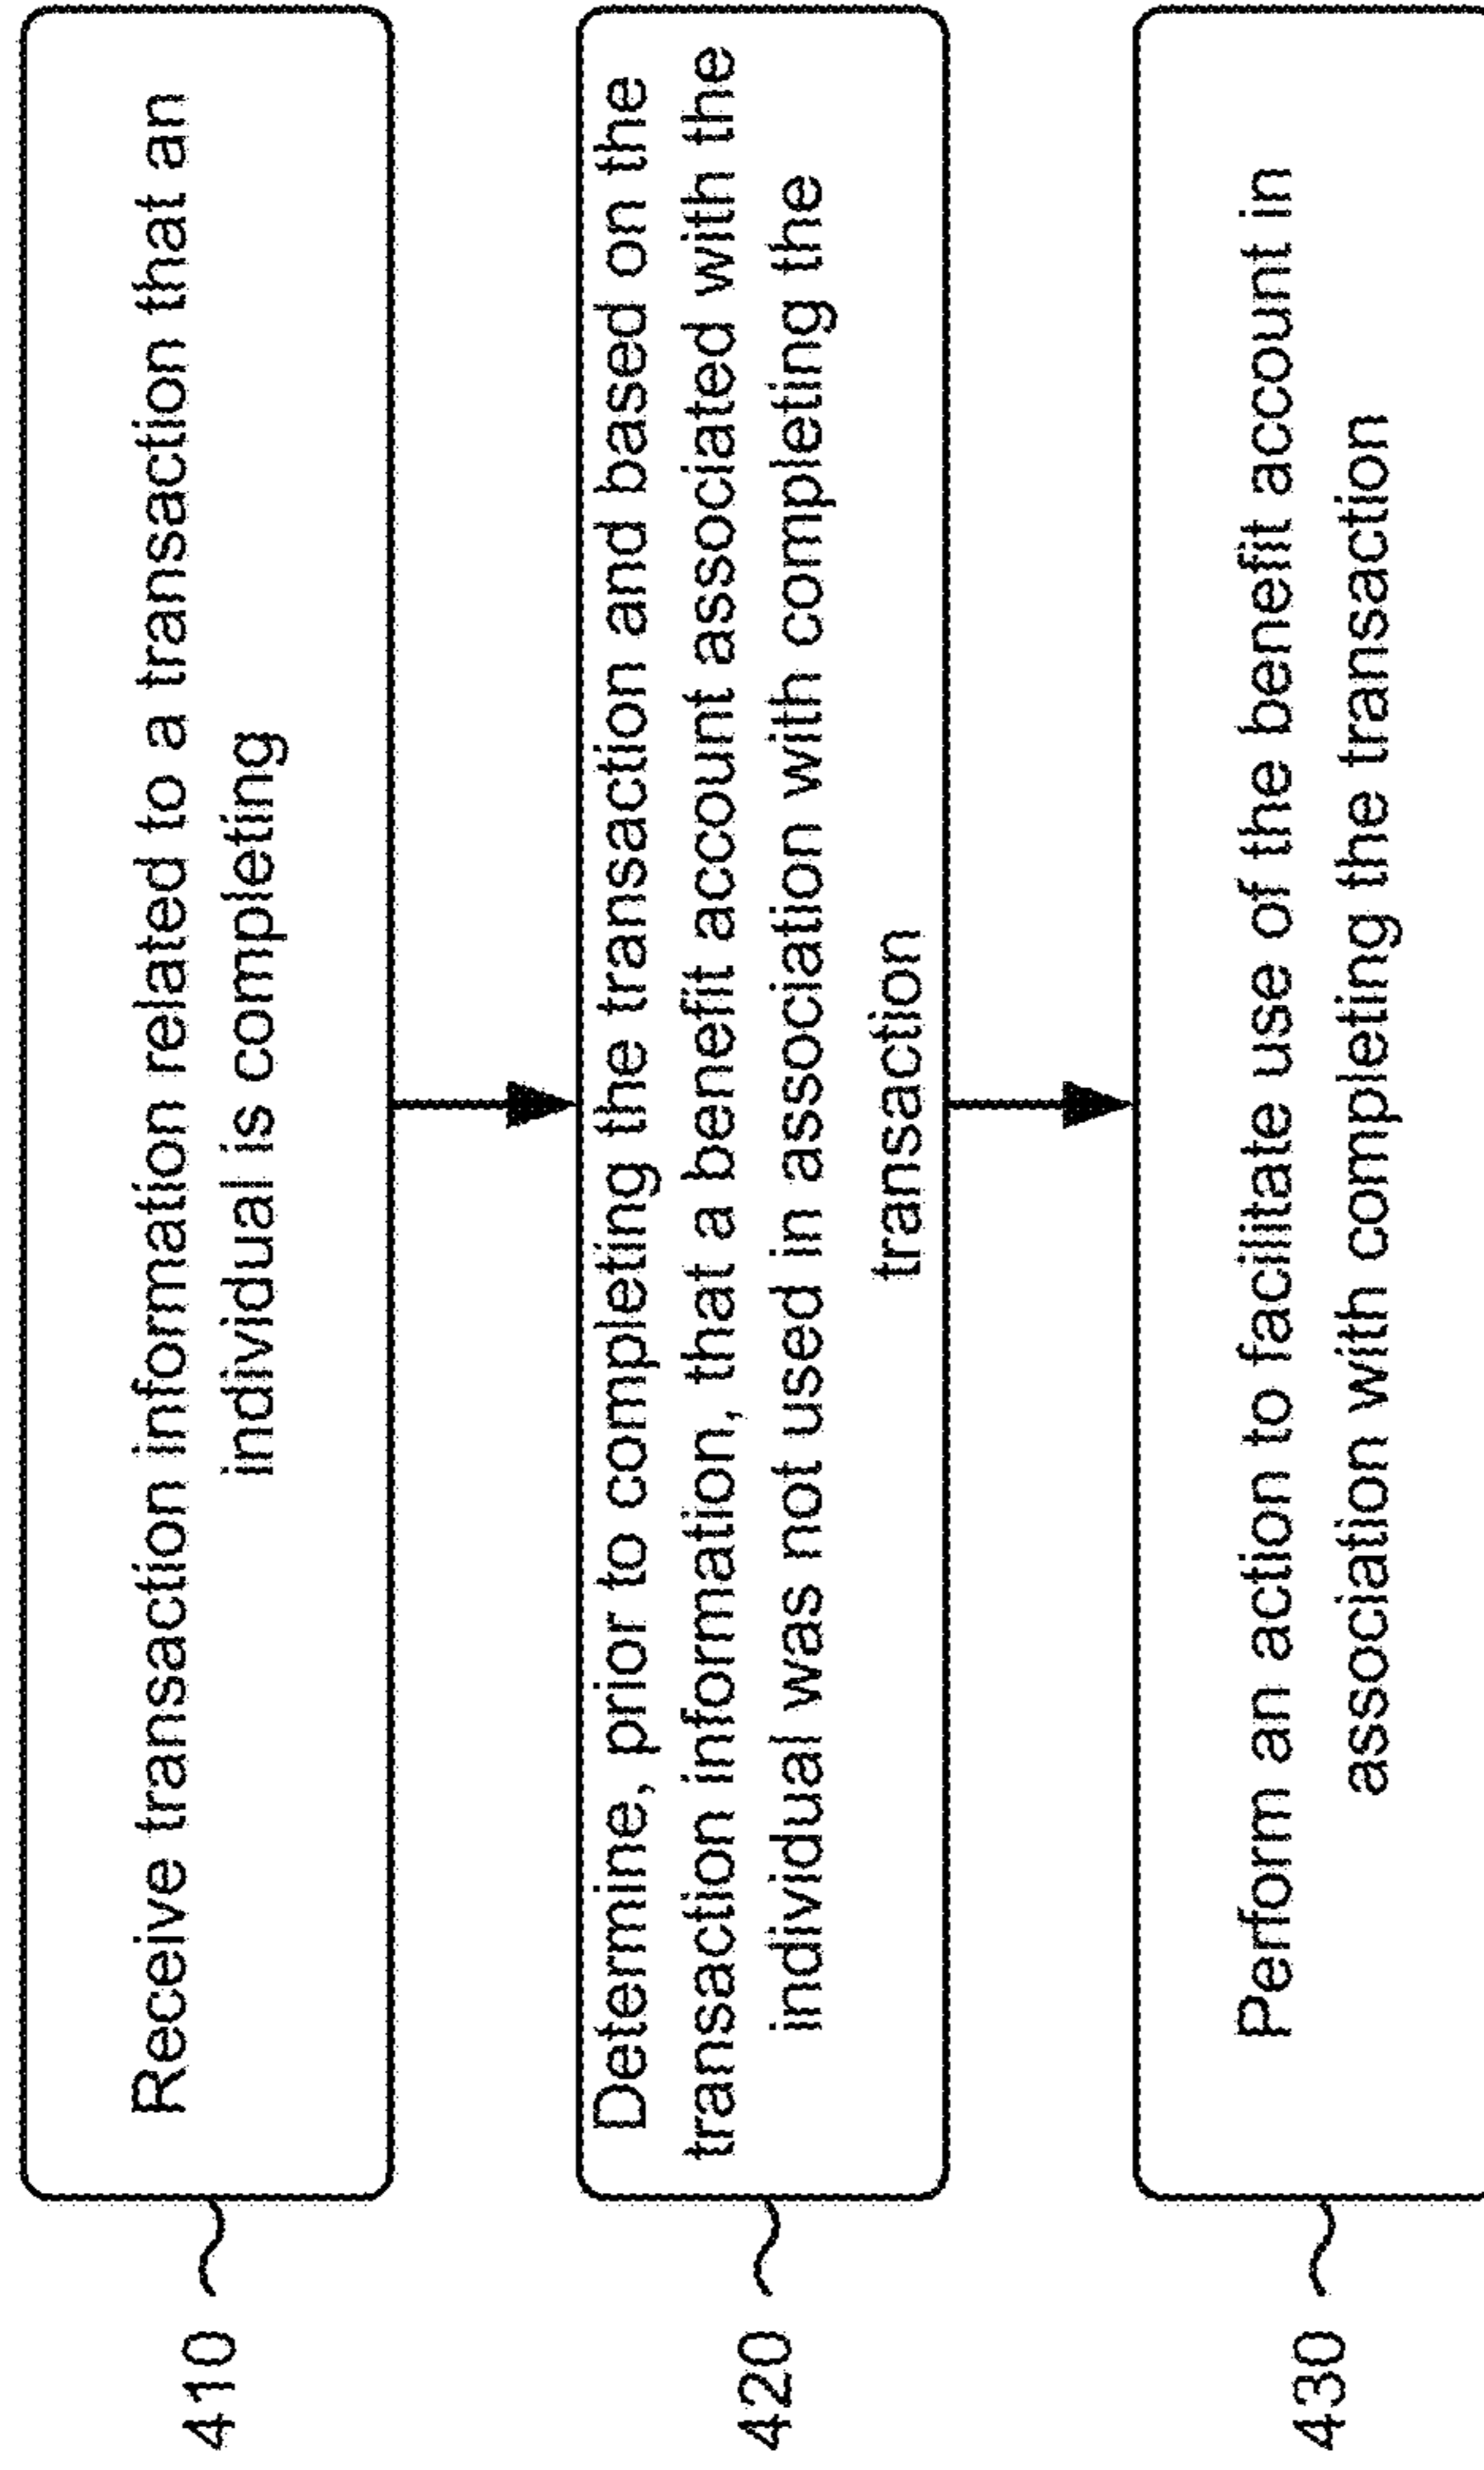 410
Receive transaction information related to a transaction that an
individual is completing
420
Determine, prior to completing the transaction and based on the
transaction information, that a benefit account associated with the
individual was not used in association with completing the
transaction
430
Perform an action to facilitate use of the benefit account in
association with completing the transaction